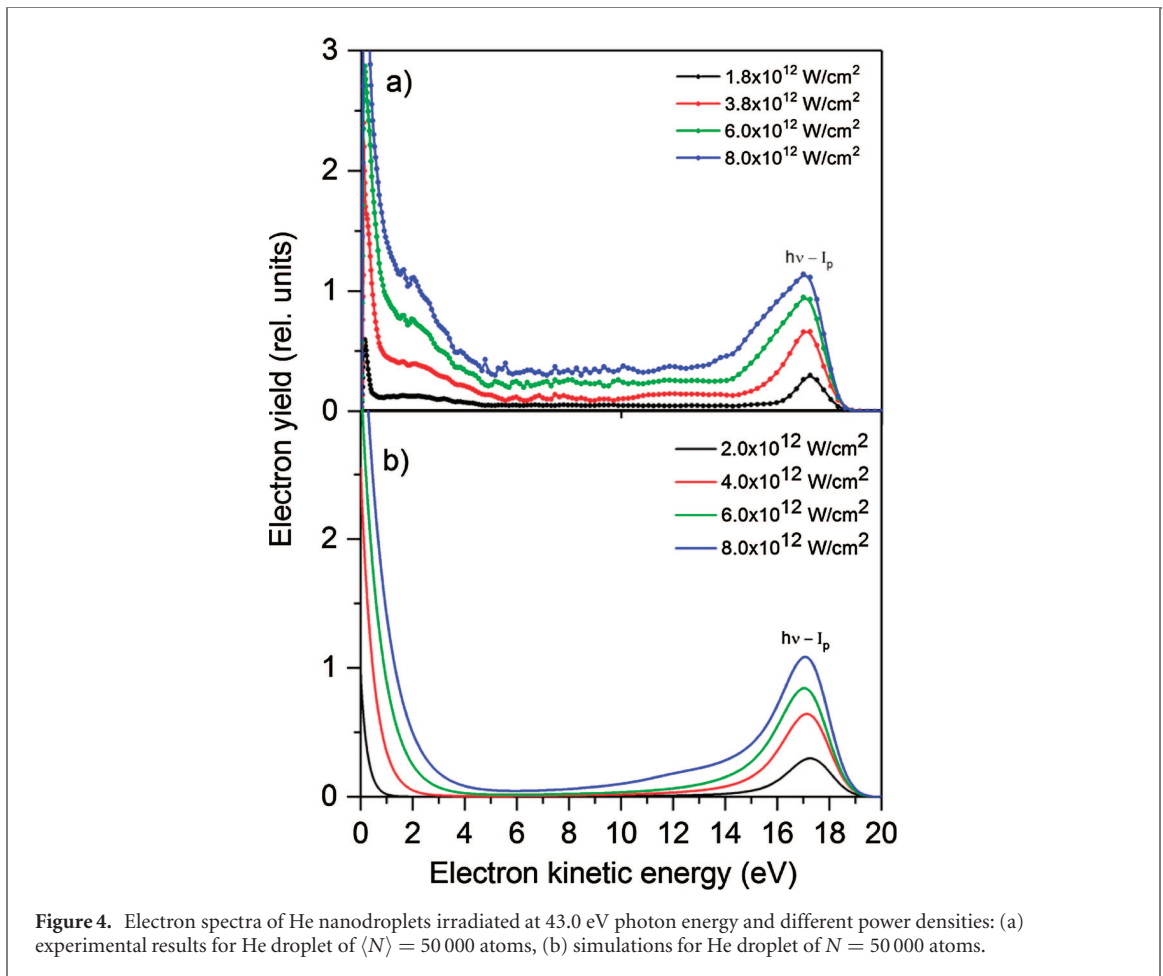 3
a)
1.8x10¹² W/cm²
3.8x10¹² W/cm²
6.0x10¹² W/cm²
8.0x10¹² W/cm²
2
hν – Iₚ
1
0
Electron yield (rel. units)
b)
2.0x10¹² W/cm²
4.0x10¹² W/cm²
6.0x10¹² W/cm²
8.0x10¹² W/cm²
2
hν – Iₚ
1
0
0 2 4 6 8 10 12 14 16 18 20
Electron kinetic energy (eV)
Figure 4. Electron spectra of He nanodroplets irradiated at 43.0 eV photon energy and different power densities: (a)
experimental results for He droplet of ⟨N⟩ = 50 000 atoms, (b) simulations for He droplet of N = 50 000 atoms.